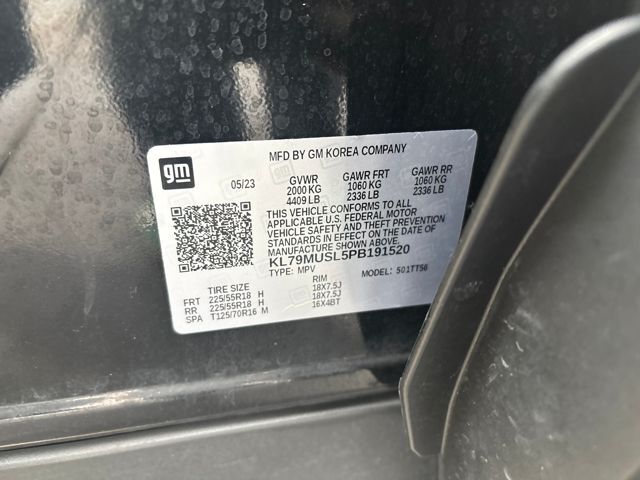 MFD BY GM KOREA COMPANY
gm
05/23 GVWR GAWR FRT GAWR RR
2000 KG 1060 KG 1060 KG
4409 LB 2336 LB 2336 LB
THIS VEHICLE CONFORMS TO ALL
APPLICABLE U.S. FEDERAL MOTOR
VEHICLE SAFETY AND THEFT PREVENTION
STANDARDS IN EFFECT ON THE DATE OF
MANUFACTURE SHOWN ABOVE.
KL79MUSL5PB191520
TYPE: MPV MODEL: 501TT56
TIRE SIZE RIM
FRT 225/55R18 H 18X7.5J
RR 225/55R18 H 18X7.5J
SPA T125/70R16 M 16X4BT